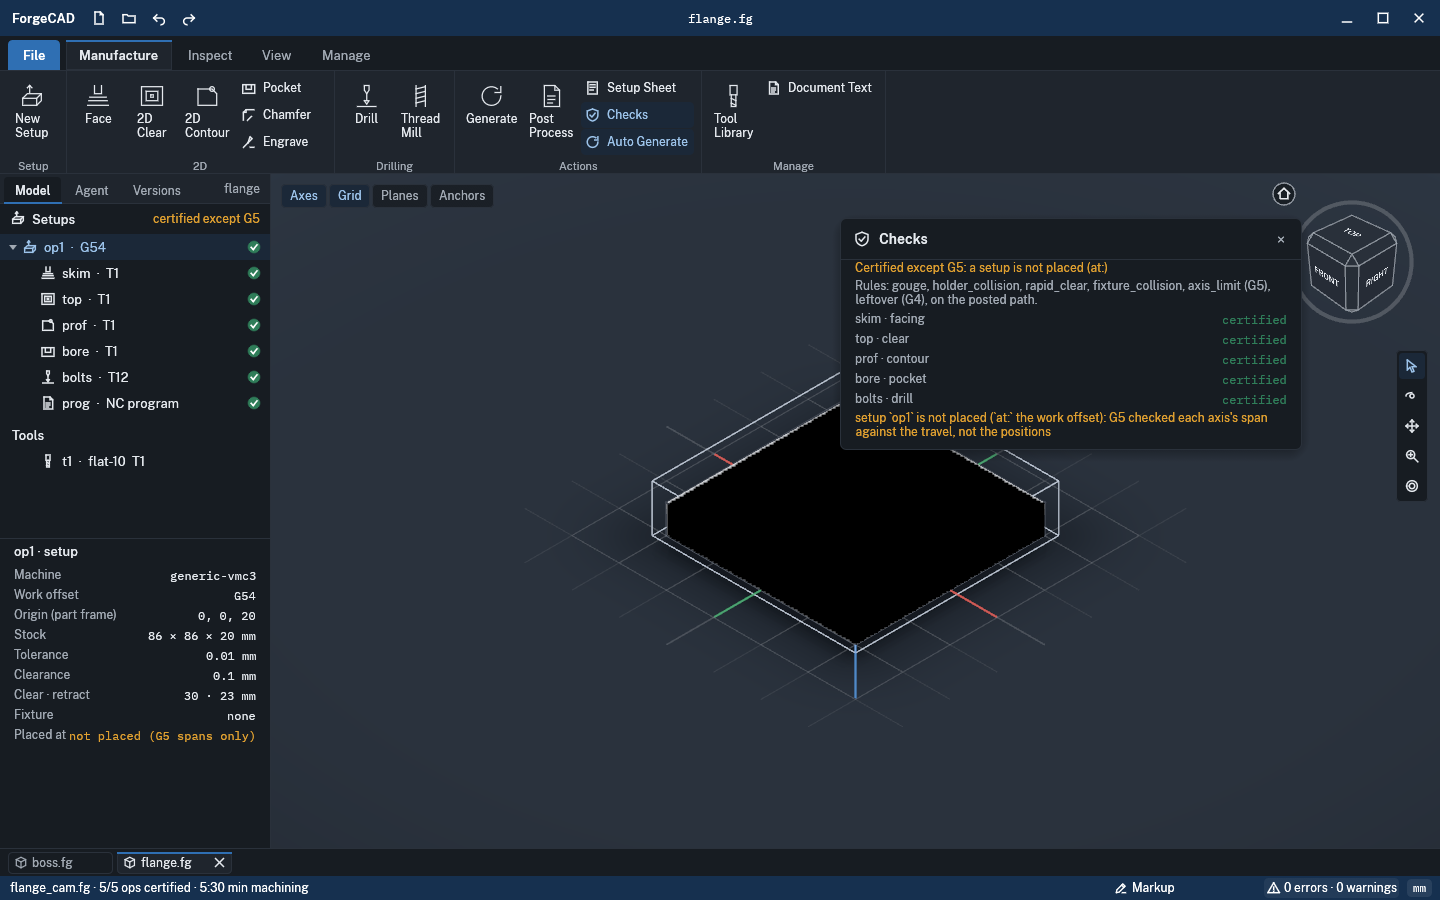 ForgeCAD
flange.fg
File
Manufacture
Inspect
View
Manage
New
Setup
Setup
Face
2D
Clear
2D
Contour
Pocket
Chamfer
Engrave
2D
Drill
Thread
Mill
Drilling
Generate
Post
Process
Setup Sheet
Checks
Auto Generate
Actions
Tool
Library
Document Text
Manage
Model
Agent
Versions
flange
Setups
certified except G5
op1 · G54
skim · T1
top · T1
prof · T1
bore · T1
bolts · T12
prog · NC program
Tools
t1 · flat-10 T1
op1 · setup
Machine generic-vmc3
Work offset G54
Origin (part frame) 0, 0, 20
Stock 86 × 86 × 20 mm
Tolerance 0.01 mm
Clearance 0.1 mm
Clear · retract 30 · 23 mm
Fixture none
Placed at not placed (G5 spans only)
Axes
Grid
Planes
Anchors
TOP
FRONT
RIGHT
Checks
×
Certified except G5: a setup is not placed (at:)
Rules: gouge, holder_collision, rapid_clear, fixture_collision, axis_limit (G5),
leftover (G4), on the posted path.
skim · facing certified
top · clear certified
prof · contour certified
bore · pocket certified
bolts · drill certified
setup `op1` is not placed (`at:` the work offset): G5 checked each axis's span
against the travel, not the positions
boss.fg
flange.fg
flange_cam.fg · 5/5 ops certified · 5:30 min machining
Markup
0 errors · 0 warnings
mm